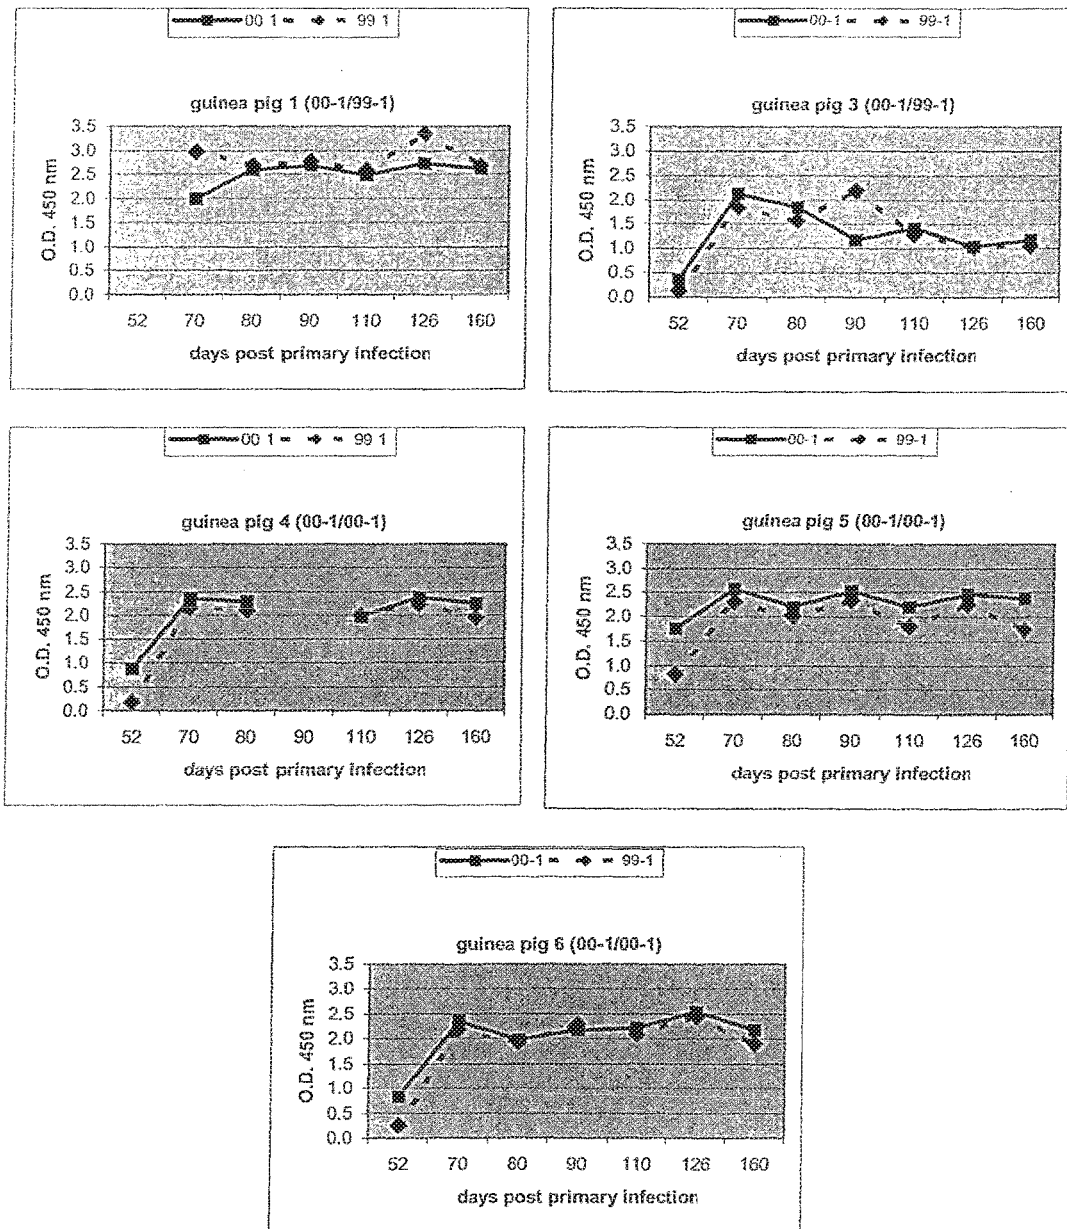 00 1 99 1
guinea pig 1 (00-1/99-1)
3.5
3.0
2.5
2.0
1.5
1.0
0.5
0.0
O.D. 450 nm
52 70 80 90 110 126 160
days post primary infection
00-1 99-1
guinea pig 3 (00-1/99-1)
3.5
3.0
2.5
2.0
1.5
1.0
0.5
0.0
O.D. 450 nm
52 70 80 90 110 126 160
days post primary infection
00 1 99 1
guinea pig 4 (00-1/00-1)
3.5
3.0
2.5
2.0
1.5
1.0
0.5
0.0
O.D. 450 nm
52 70 80 90 110 126 160
days post primary infection
00-1 99-1
guinea pig 5 (00-1/00-1)
3.5
3.0
2.5
2.0
1.5
1.0
0.5
0.0
O.D. 450 nm
52 70 80 90 110 126 160
days post primary infection
00-1 99-1
guinea pig 6 (00-1/00-1)
3.5
3.0
2.5
2.0
1.5
1.0
0.5
0.0
O.D. 450 nm
52 70 80 90 110 126 160
days post primary infection